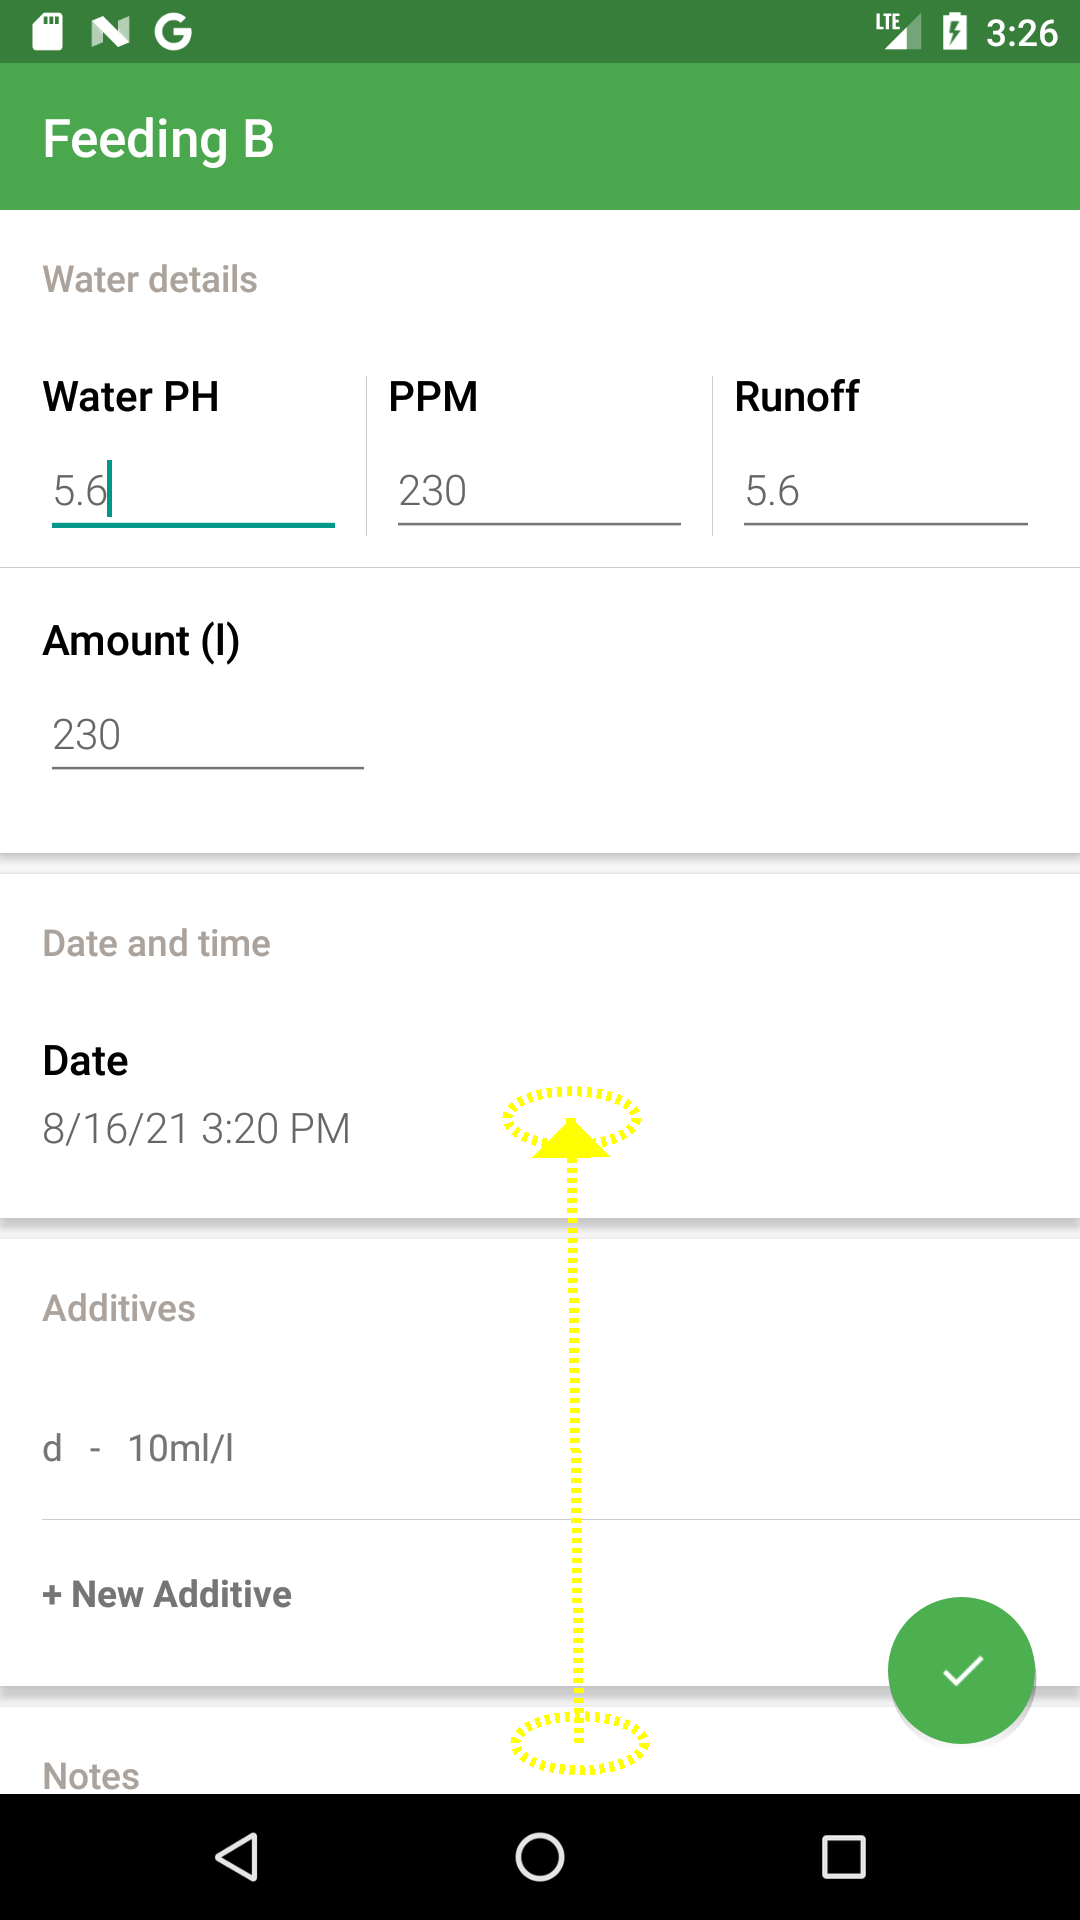 LTE 3:26
Feeding B
Water details
Water PH PPM Runoff
5.6 230 5.6
Amount (l)
230
Date and time
Date
8/16/21 3:20 PM
Additives
d - 10ml/l
+ New Additive
Notes